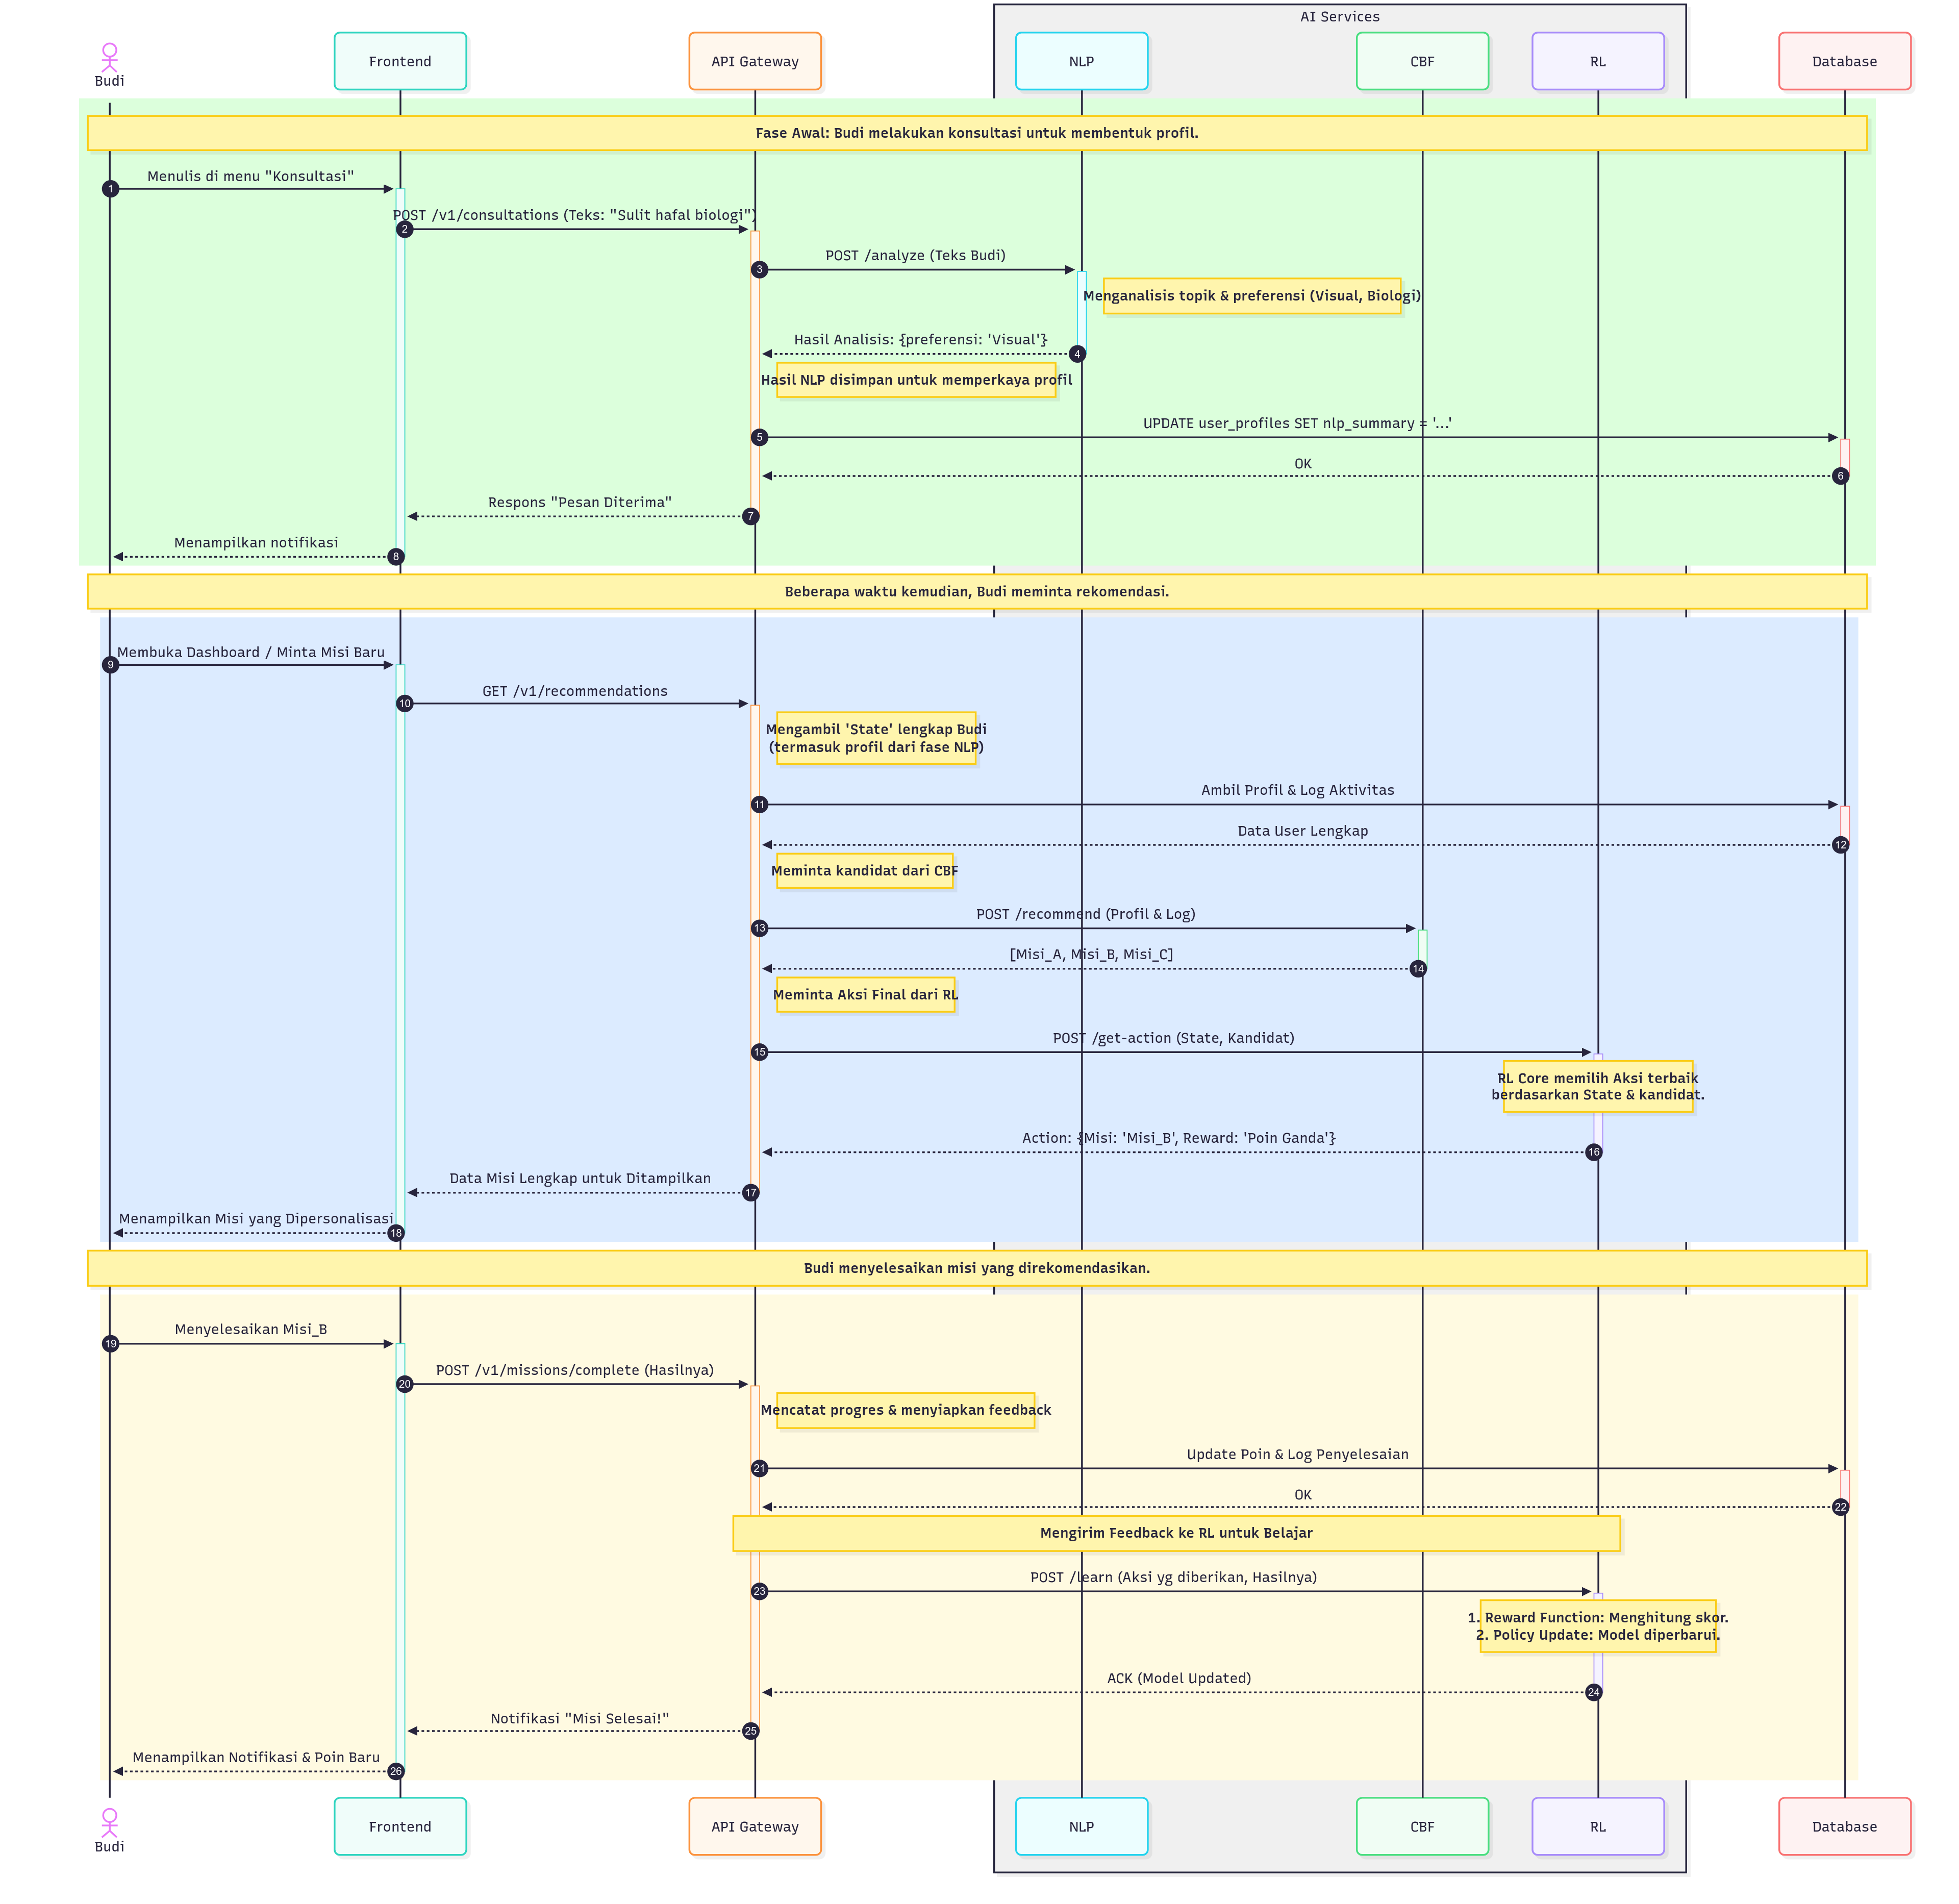 AI Services
Budi
Frontend
API Gateway
NLP
CBF
RL
Database
Fase Awal: Budi melakukan konsultasi untuk membentuk profil.
1
Menulis di menu "Konsultasi"
2
POST /v1/consultations (Teks: "Sulit hafal biologi")
3
POST /analyze (Teks Budi)
Menganalisis topik & preferensi (Visual, Biologi)
Hasil Analisis: {preferensi: 'Visual'}
4
Hasil NLP disimpan untuk memperkaya profil
5
UPDATE user_profiles SET nlp_summary = '...'
OK
6
Respons "Pesan Diterima"
7
Menampilkan notifikasi
8
Beberapa waktu kemudian, Budi meminta rekomendasi.
9
Membuka Dashboard / Minta Misi Baru
10
GET /v1/recommendations
Mengambil 'State' lengkap Budi
(termasuk profil dari fase NLP)
11
Ambil Profil & Log Aktivitas
Data User Lengkap
12
Meminta kandidat dari CBF
13
POST /recommend (Profil & Log)
[Misi_A, Misi_B, Misi_C]
14
Meminta Aksi Final dari RL
15
POST /get-action (State, Kandidat)
RL Core memilih Aksi terbaik
berdasarkan State & kandidat.
Action: {Misi: 'Misi_B', Reward: 'Poin Ganda'}
16
Data Misi Lengkap untuk Ditampilkan
17
Menampilkan Misi yang Dipersonalisasi
18
Budi menyelesaikan misi yang direkomendasikan.
19
Menyelesaikan Misi_B
20
POST /v1/missions/complete (Hasilnya)
Mencatat progres & menyiapkan feedback
21
Update Poin & Log Penyelesaian
OK
22
Mengirim Feedback ke RL untuk Belajar
23
POST /learn (Aksi yg diberikan, Hasilnya)
1. Reward Function: Menghitung skor.
2. Policy Update: Model diperbarui.
ACK (Model Updated)
24
Notifikasi "Misi Selesai!"
25
Menampilkan Notifikasi & Poin Baru
26
Budi
Frontend
API Gateway
NLP
CBF
RL
Database